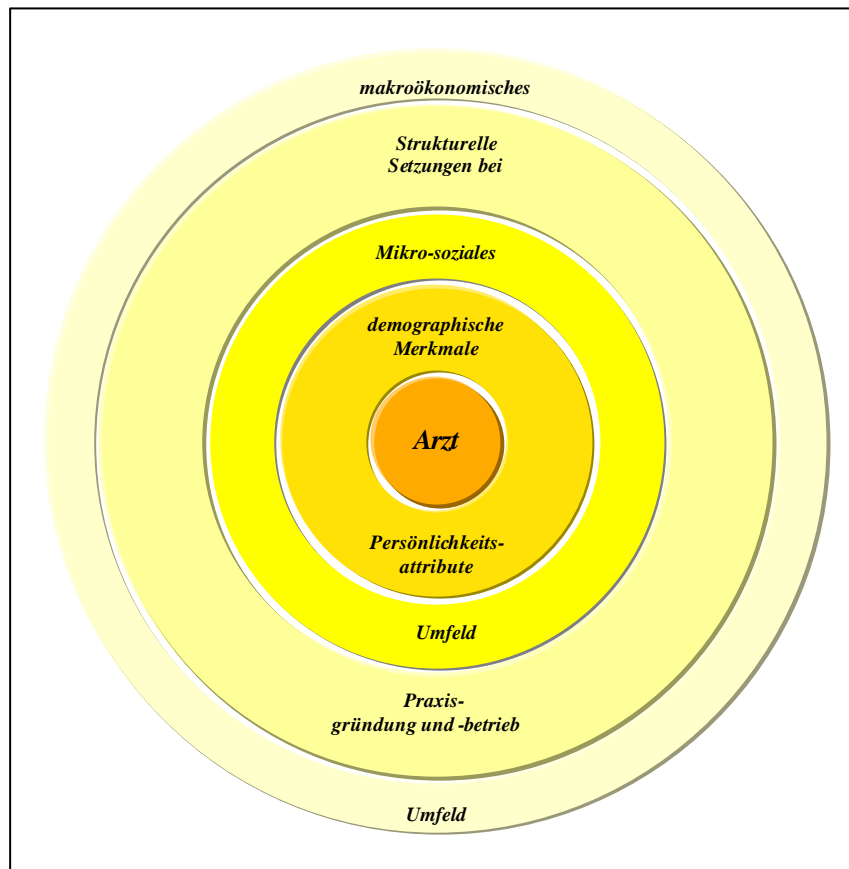 makroökonomisches
Strukturelle
Setzungen bei
Mikro-soziales
demographische
Merkmale
Arzt
Persönlichkeits-
attribute
Umfeld
Praxis-
gründung und -betrieb
Umfeld